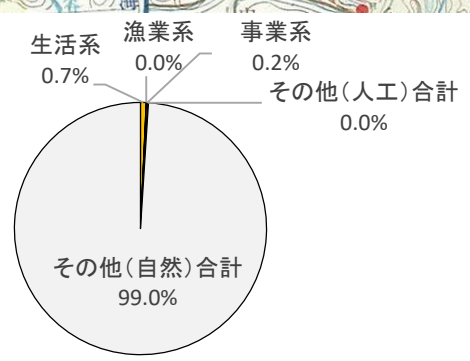 生活系
0.7%
漁業系
0.0%
事業系
0.2%
その他（人工）合計
0.0%
その他（自然）合計
99.0%